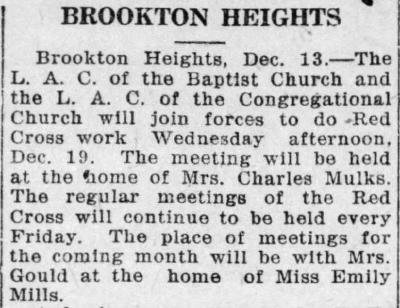 BROOKTON HEIGHTS
Brookton Heights, Dec. 13.—The
L. A. C. of the Baptist Church and
the L. A. C. of the Congregational
Church will join forces to do Red
Cross work Wednesday afternoon,
Dec. 19. The meeting will be held
at the home of Mrs. Charles Mulks.
The regular meetings of the Red
Cross will continue to be held every
Friday. The place of meetings for
the coming month will be with Mrs.
Gould at the home of Miss Emily
Mills.